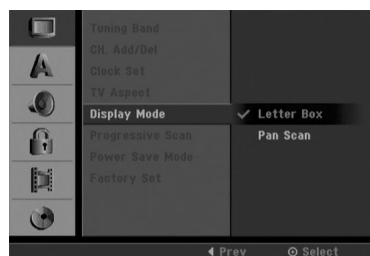 Tuning Band
CH. Add/Del
Clock Set
TV Aspect
Display Mode
✓ Letter Box
Progressive Scan
Pan Scan
Power Save Mode
Factory Set
A
◀ Prev ⊙ Select